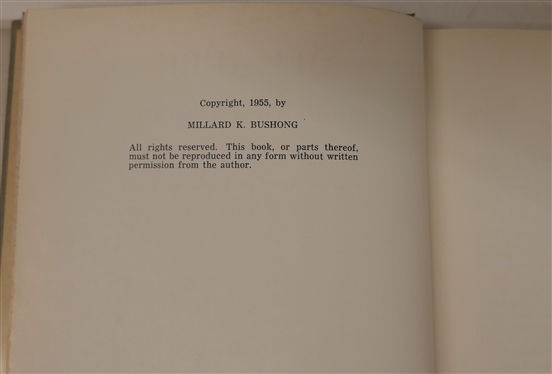 Copyright, 1955, by
MILLARD K. BUSHONG
All rights reserved. This book, or parts thereof,
must not be reproduced in any form without written
permission from the author.